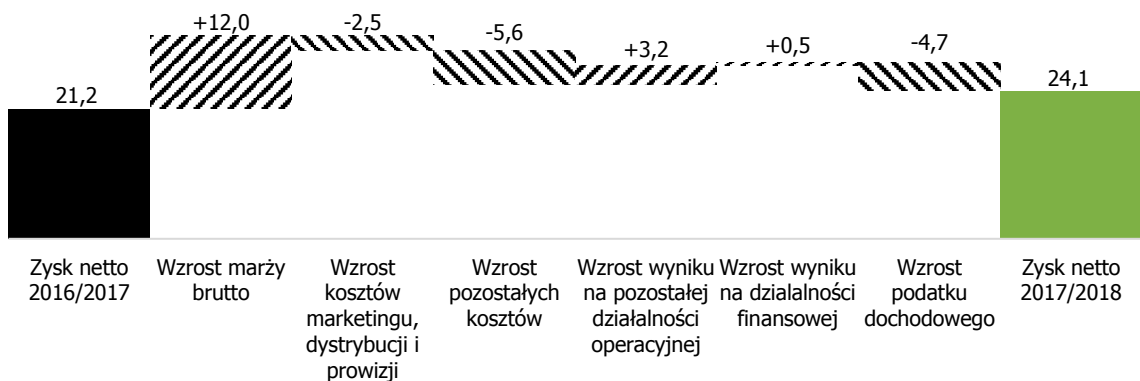 +12,0
-2,5
-5,6
+3,2
+0,5
-4,7
21,2
24,1
Zysk netto
2016/2017
Wzrost marży
brutto
Wzrost
kosztów
marketingu,
dystrybucji i
prowizji
Wzrost
pozostałych
kosztów
Wzrost wyniku
na pozostałej
działalności
operacyjnej
Wzrost wyniku
na dzialalności
finansowej
Wzrost
podatku
dochodowego
Zysk netto
2017/2018